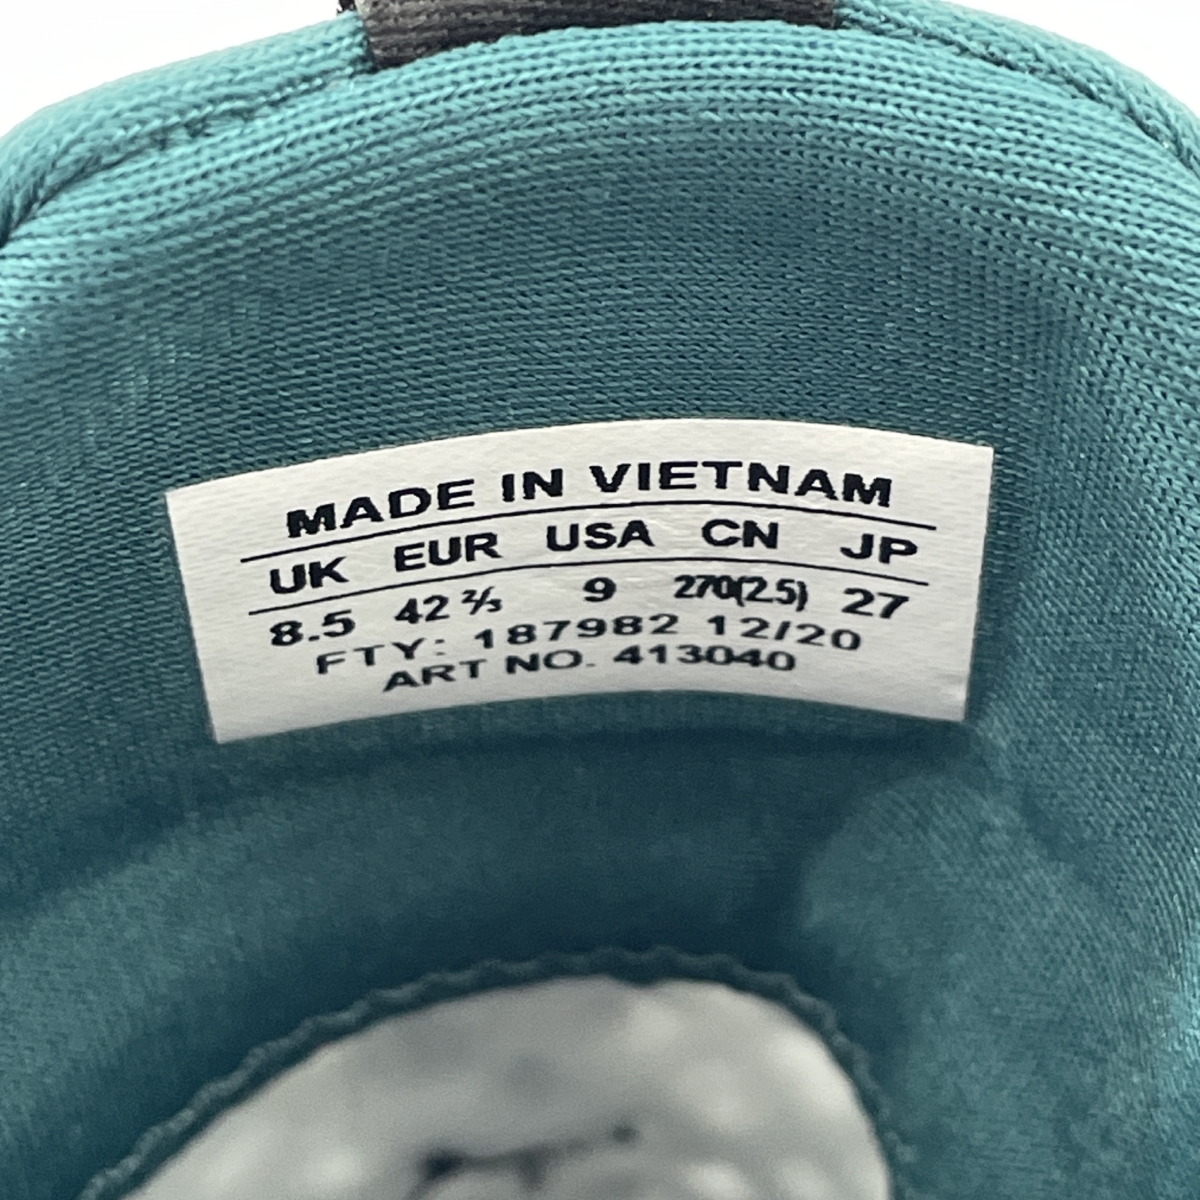 MADE IN VIETNAM
UK EUR USA CN JP
8.5 42 ⅔ 9 270(2.5) 27
FTY: 187982 12/20
ART NO. 413040